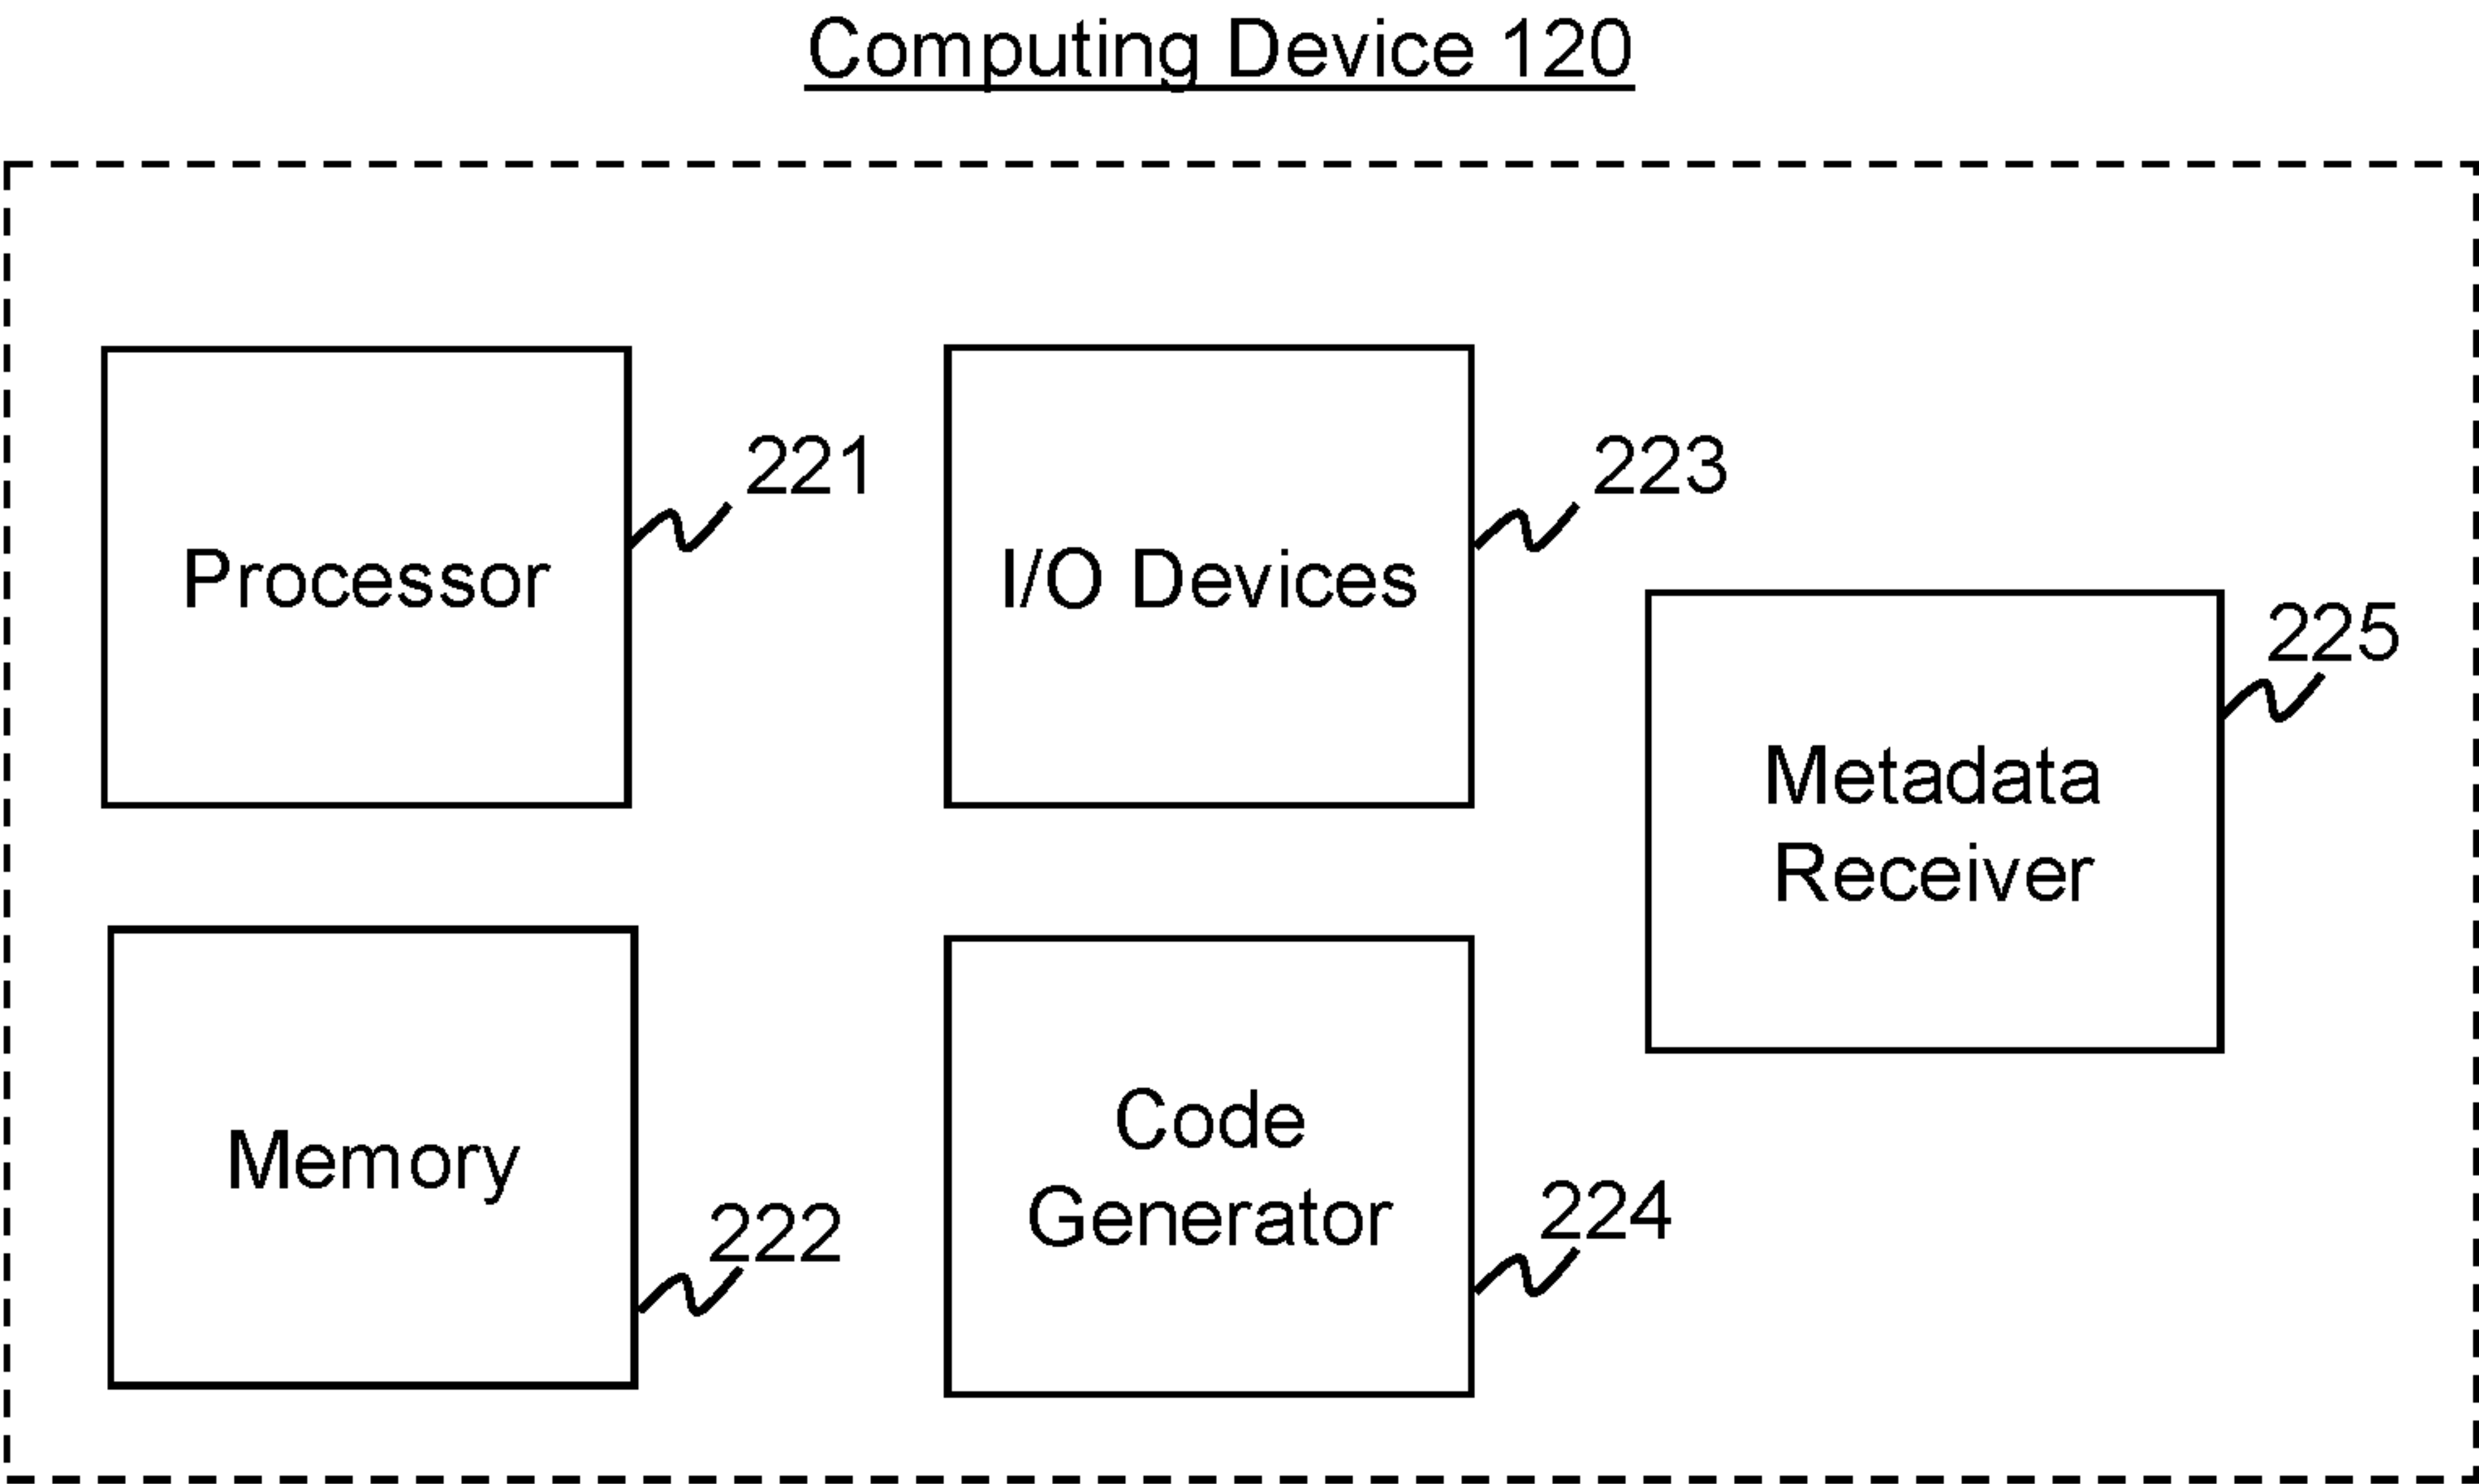 Computing Device 120
221
Processor
223
I/O Devices
225
Metadata
Receiver
Memory
222
Code
Generator
224